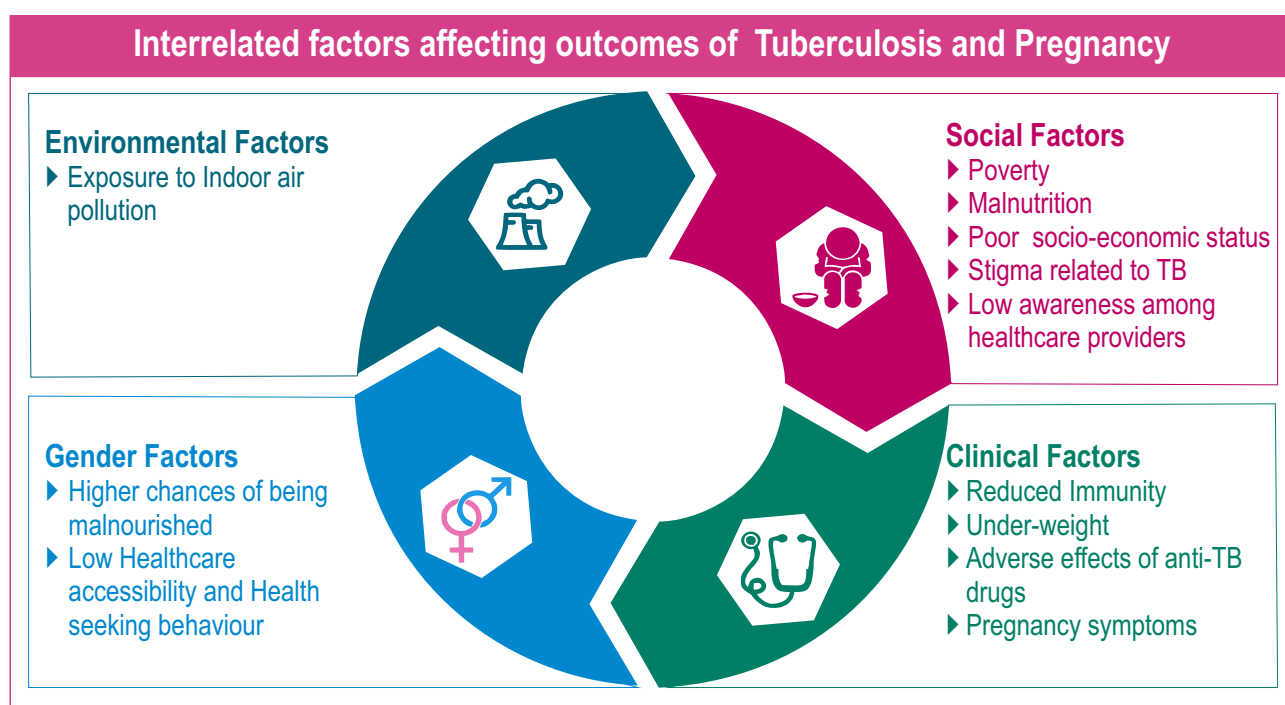 Interrelated factors affecting outcomes of Tuberculosis and Pregnancy
Environmental Factors
Exposure to Indoor air
pollution
Social Factors
Poverty
Malnutrition
Poor socio-economic status
Stigma related to TB
Low awareness among
healthcare providers
Gender Factors
Higher chances of being
malnourished
Low Healthcare
accessibility and Health
seeking behaviour
Clinical Factors
Reduced Immunity
Under-weight
Adverse effects of anti-TB
drugs
Pregnancy symptoms